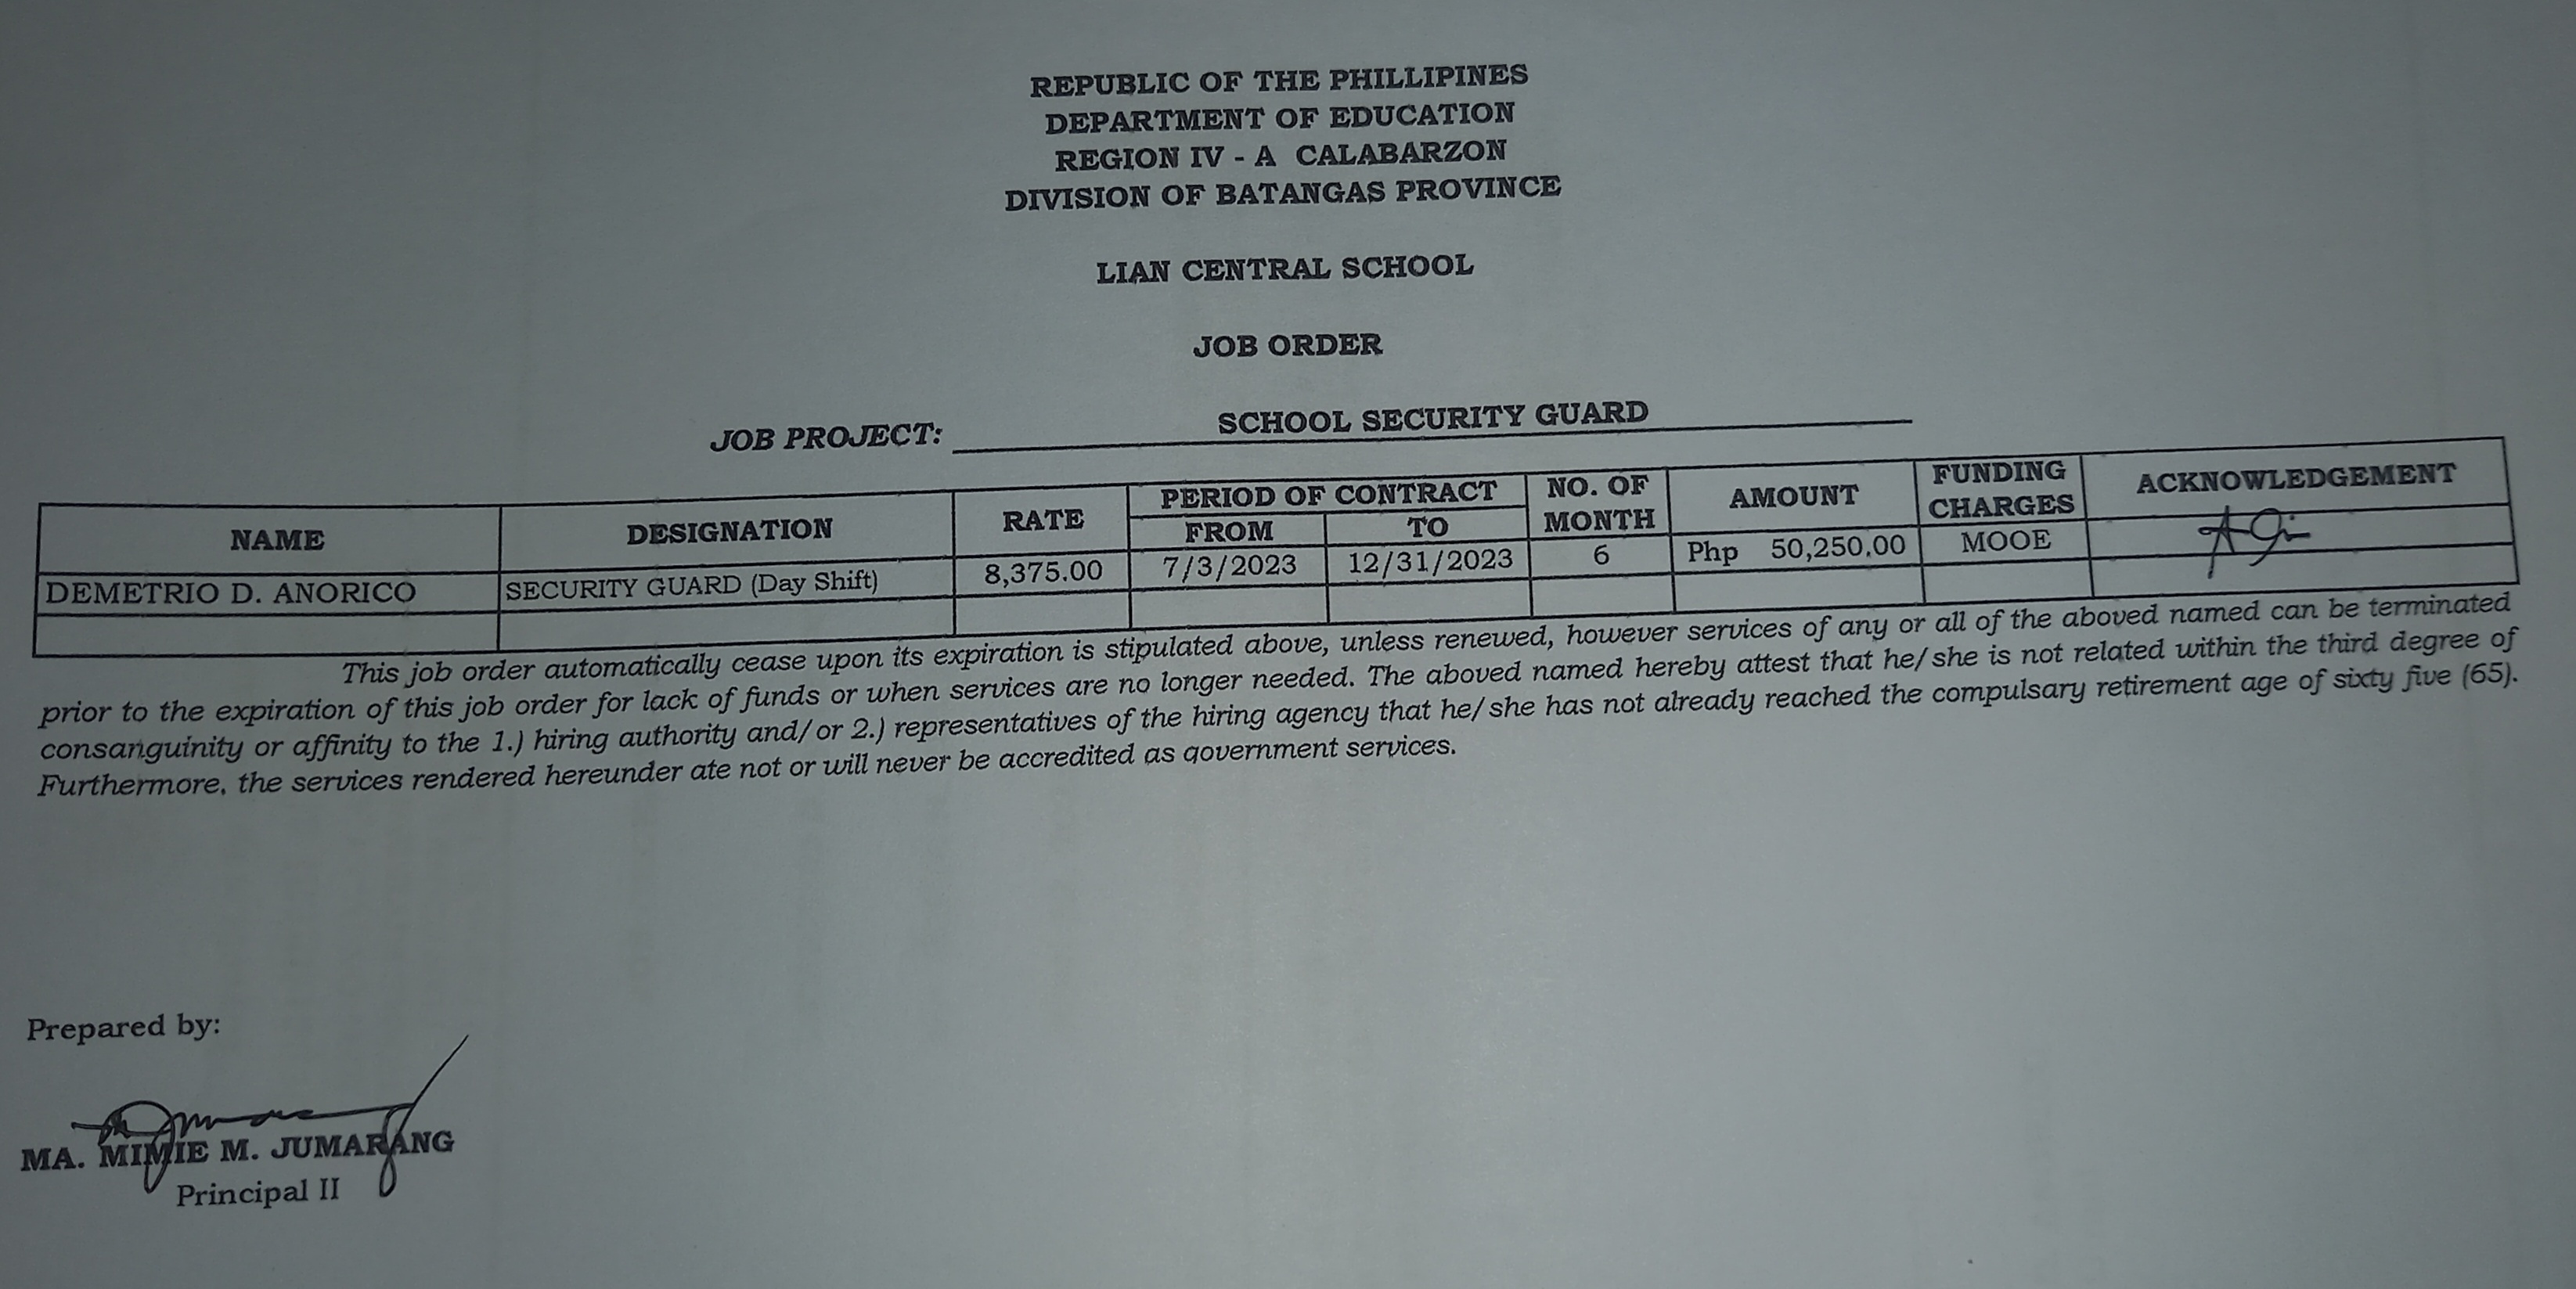 REPUBLIC OF THE PHILLIPINES
DEPARTMENT OF EDUCATION
REGION IV - A CALABARZON
DIVISION OF BATANGAS PROVINCE
LIAN CENTRAL SCHOOL
JOB ORDER
JOB PROJECT: SCHOOL SECURITY GUARD
NAME DESIGNATION RATE PERIOD OF CONTRACT NO. OF MONTH AMOUNT FUNDING CHARGES ACKNOWLEDGEMENT
FROM TO
DEMETRIO D. ANORICO SECURITY GUARD (Day Shift) 8,375.00 7/3/2023 12/31/2023 6 Php 50,250.00 MOOE
This job order automatically cease upon its expiration is stipulated above, unless renewed, however services of any or all of the aboved named can be terminated
prior to the expiration of this job order for lack of funds or when services are no longer needed. The aboved named hereby attest that he/she is not related within the third degree of
consanguinity or affinity to the 1.) hiring authority and/or 2.) representatives of the hiring agency that he/she has not already reached the compulsary retirement age of sixty five (65).
Furthermore, the services rendered hereunder ate not or will never be accredited as government services.
Prepared by:
MA. MIMIE M. JUMARANG
Principal II